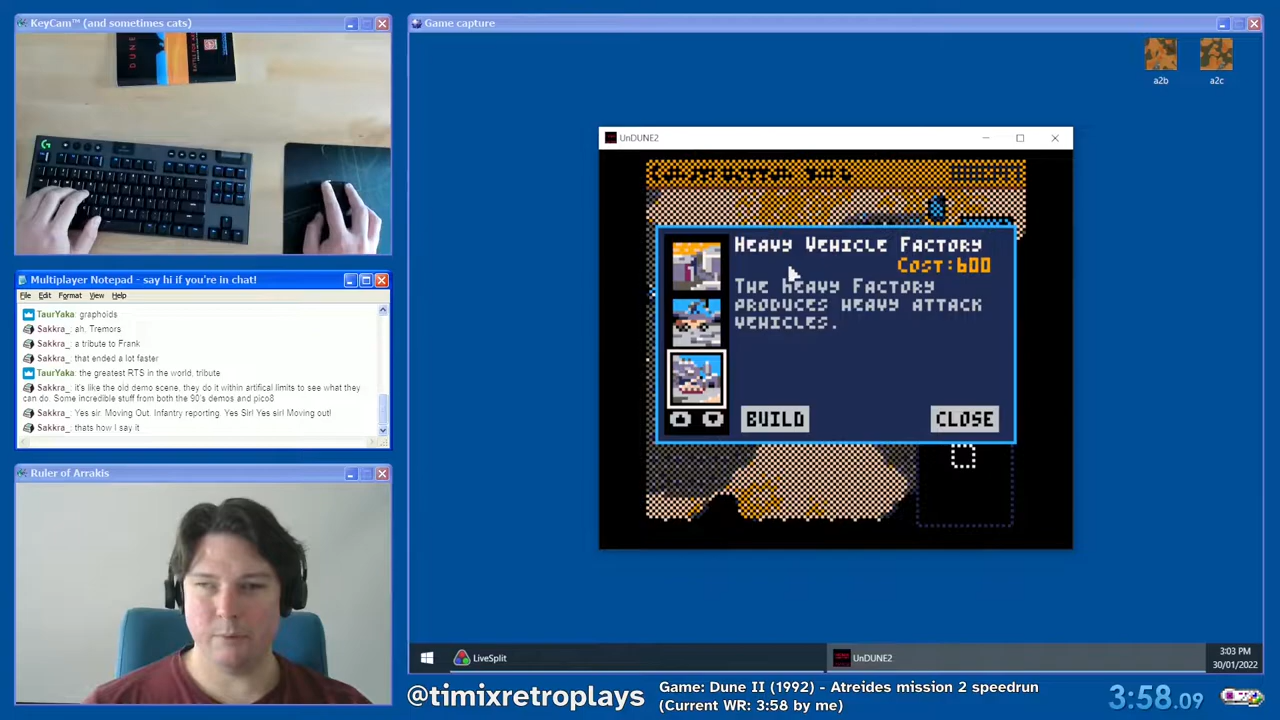 KeyCam™ (and sometimes cats)
DUNE
Multiplayer Notepad - say hi if you're in chat!
File Edit Format View Help
TaurYaka: graphoids
Sakkra_: ah, Tremors
Sakkra_: a tribute to Frank
Sakkra_: that ended a lot faster
TaurYaka: the greatest RTS in the world, tribute
Sakkra_: it's like the old demo scene, they do it within artifical limits to see what they
can do. Some incredible stuff from both the 90's demos and pico8
Sakkra_: Yes sir. Moving Out. Infantry reporting. Yes Sir! Yes sir! Moving out!
Sakkra_: thats how I say it
Ruler of Arrakis
Game capture
a2b
a2c
UnDUNE2
Heavy Vehicle Factory
Cost:600
The heavy Factory
produces heavy attack
vehicles.
BUILD
CLOSE
LiveSplit
UnDUNE2
3:03 PM
30/01/2022
@timixretroplays
Game: Dune II (1992) - Atreides mission 2 speedrun
(Current WR: 3:58 by me)
3:58.09